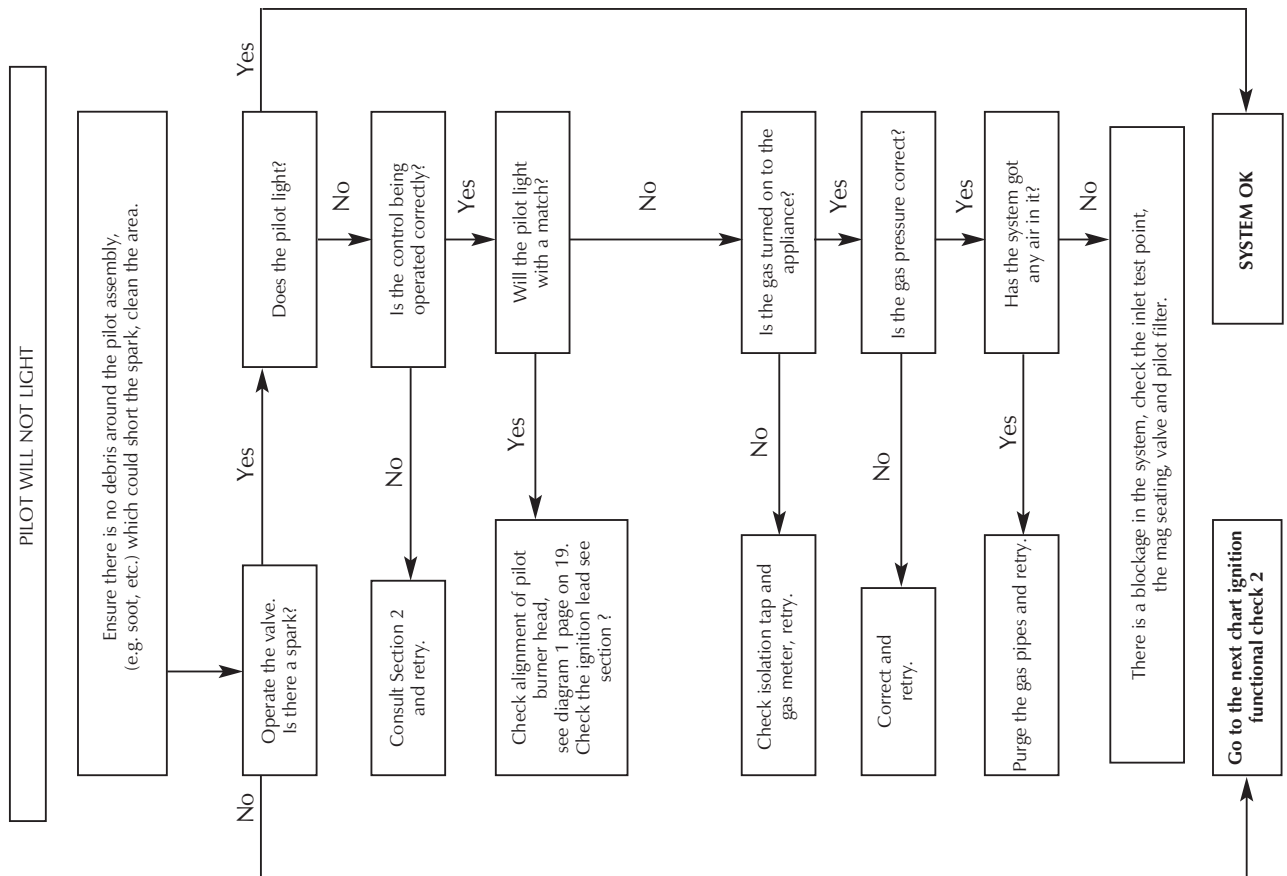 PILOT WILL NOT LIGHT
Ensure there is no debris around the pilot assembly,
(e.g. soot, etc.) which could short the spark, clean the area.
Operate the valve.
Is there a spark?
No
Yes
Does the pilot light?
Yes
No
Is the control being
operated correctly?
No
Consult Section 2
and retry.
Yes
Will the pilot light
with a match?
Yes
Check alignment of pilot
burner head,
see diagram 1 page on 19.
Check the ignition lead see
section ?
No
Is the gas turned on to the
appliance?
No
Check isolation tap and
gas meter, retry.
Yes
Is the gas pressure correct?
No
Correct and
retry.
Yes
Has the system got
any air in it?
Yes
Purge the gas pipes and retry.
No
There is a blockage in the system, check the inlet test point,
the mag seating, valve and pilot filter.
Go to the next chart ignition
functional check 2
SYSTEM OK